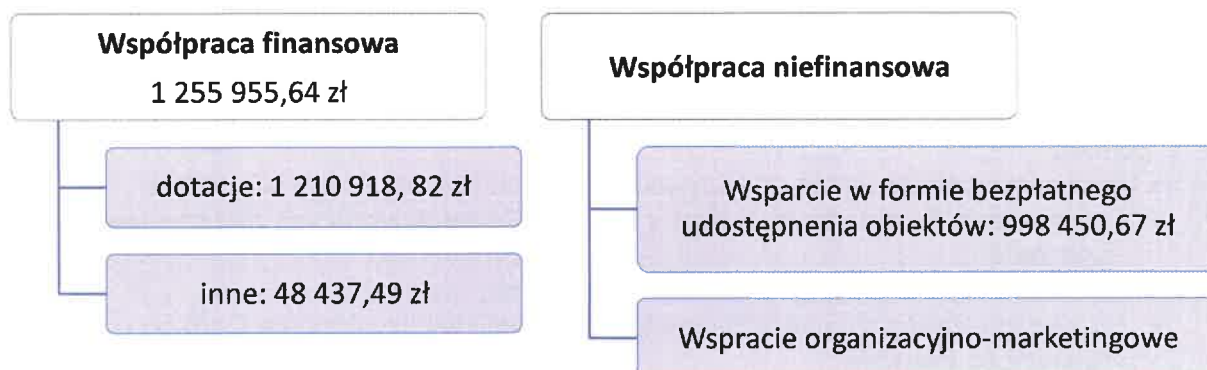 Współpraca finansowa
1 255 955,64 zł
dotacje: 1 210 918, 82 zł
inne: 48 437,49 zł
Współpraca niefinansowa
Wsparcie w formie bezpłatnego
udostępnenia obiektów: 998 450,67 zł
Wspracie organizacyjno-marketingowe